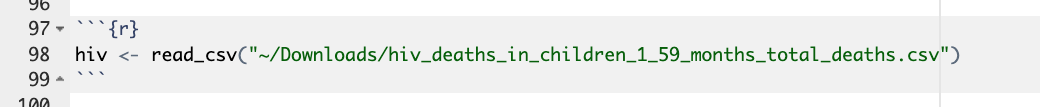 96
97 ```{r}
98 hiv <- read_csv("~/Downloads/hiv_deaths_in_children_1_59_months_total_deaths.csv")
99 ```
100